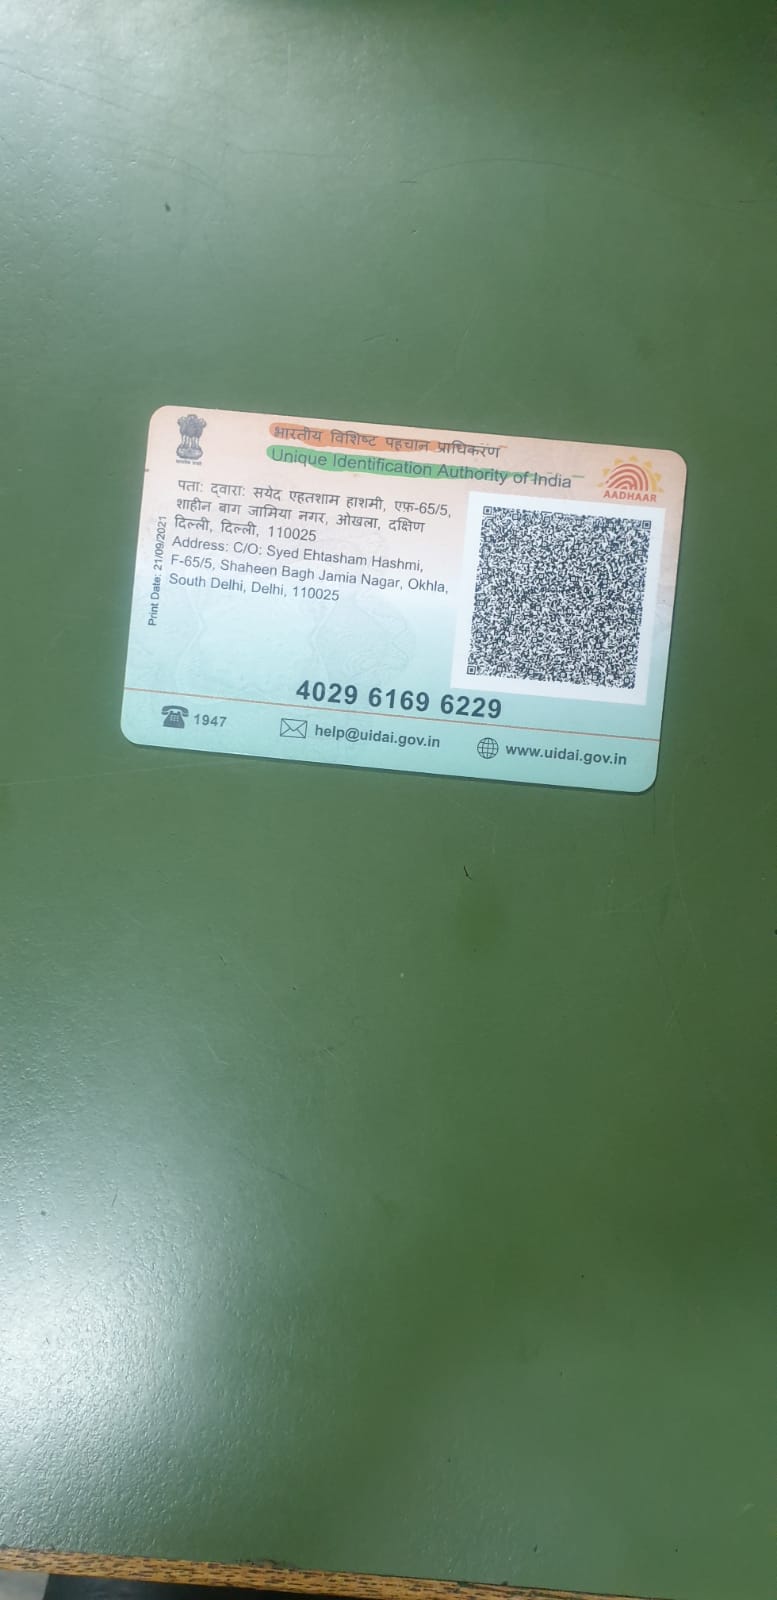 भारतीय विशिष्ट पहचान प्राधिकरण
Unique Identification Authority of India
AADHAAR
पता: द्वारा: सयेद एहतशाम हाशमी, एफ़-65/5,
शाहीन बाग जामिया नगर, ओखला, दक्षिण
दिल्ली, दिल्ली, 110025
Address: C/O: Syed Ehtasham Hashmi,
F-65/5, Shaheen Bagh Jamia Nagar, Okhla,
South Delhi, Delhi, 110025
Print Date: 21/09/2021
4029 6169 6229
1947
help@uidai.gov.in
www.uidai.gov.in